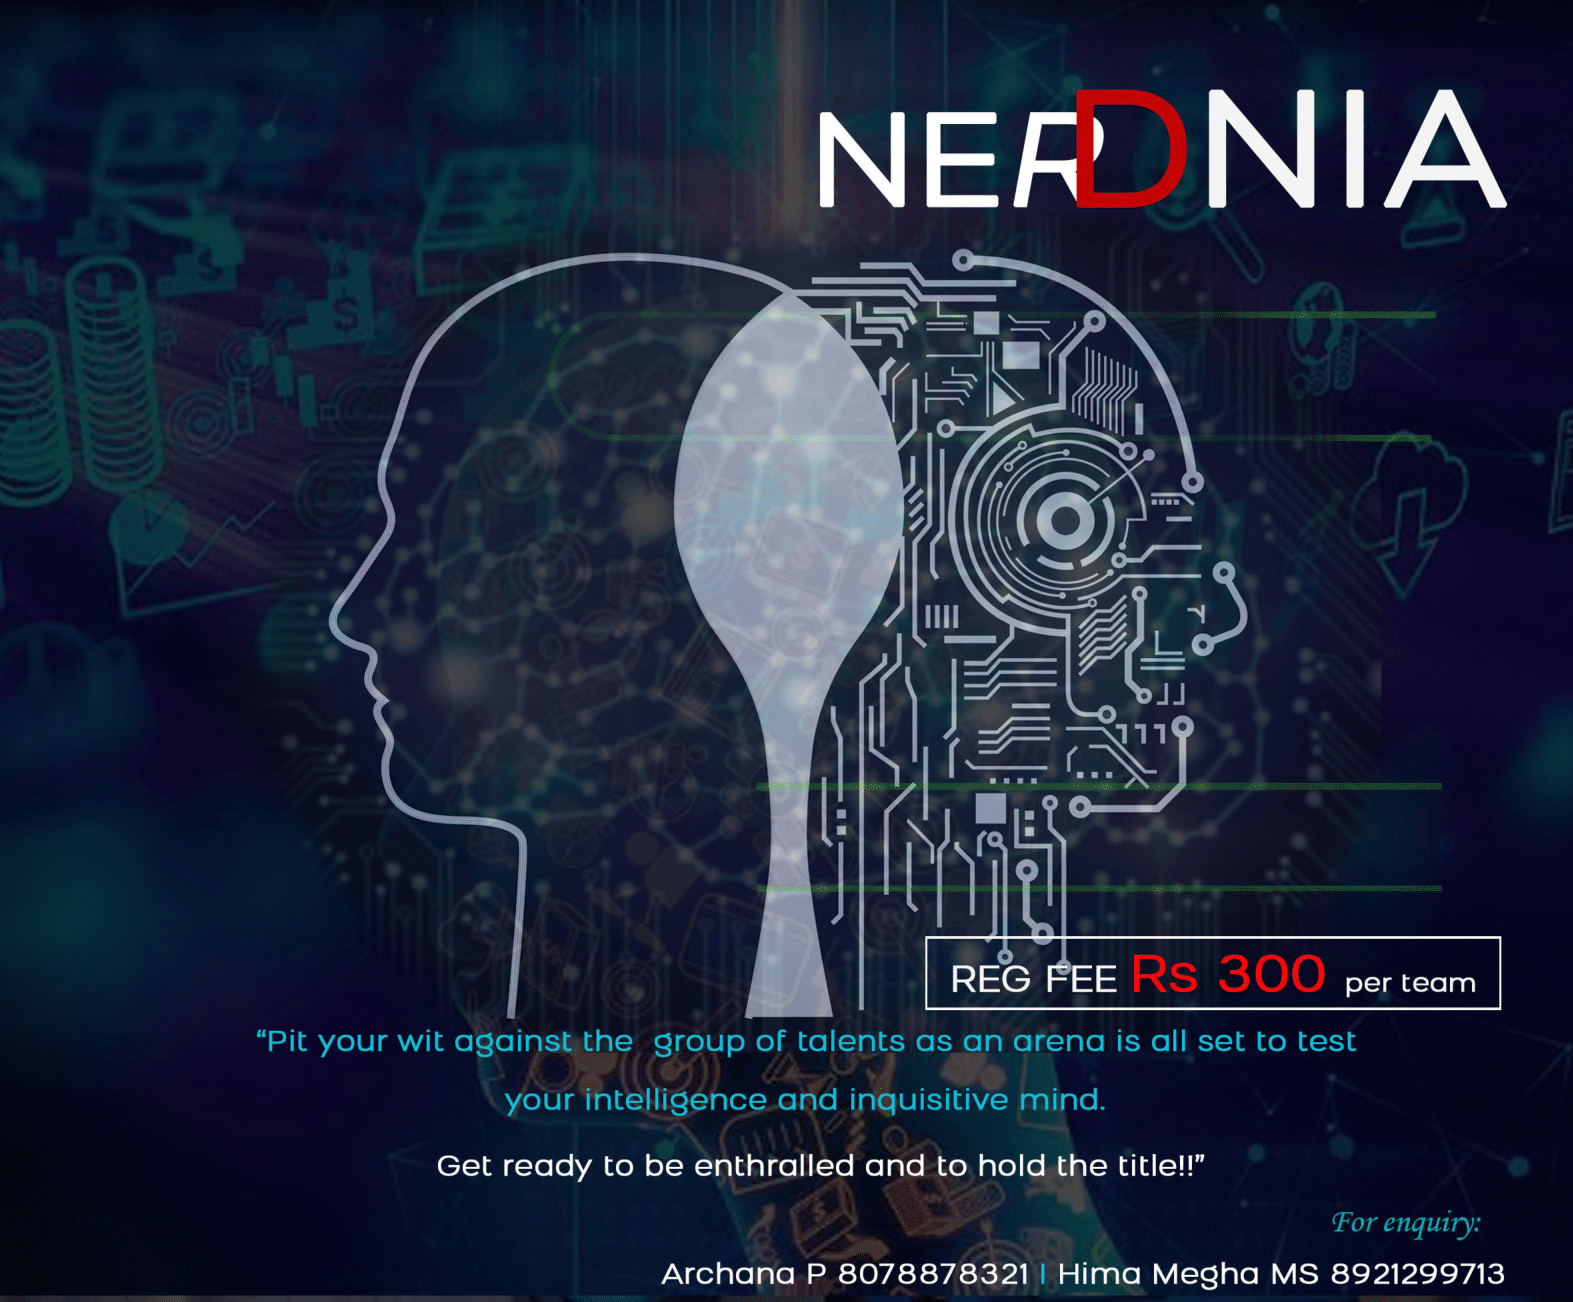 NERDNIA
REG FEE Rs 300 per team
“Pit your wit against the group of talents as an arena is all set to test
your intelligence and inquisitive mind.
Get ready to be enthralled and to hold the title!!”
For enquiry:
Archana P 8078878321 | Hima Megha MS 8921299713